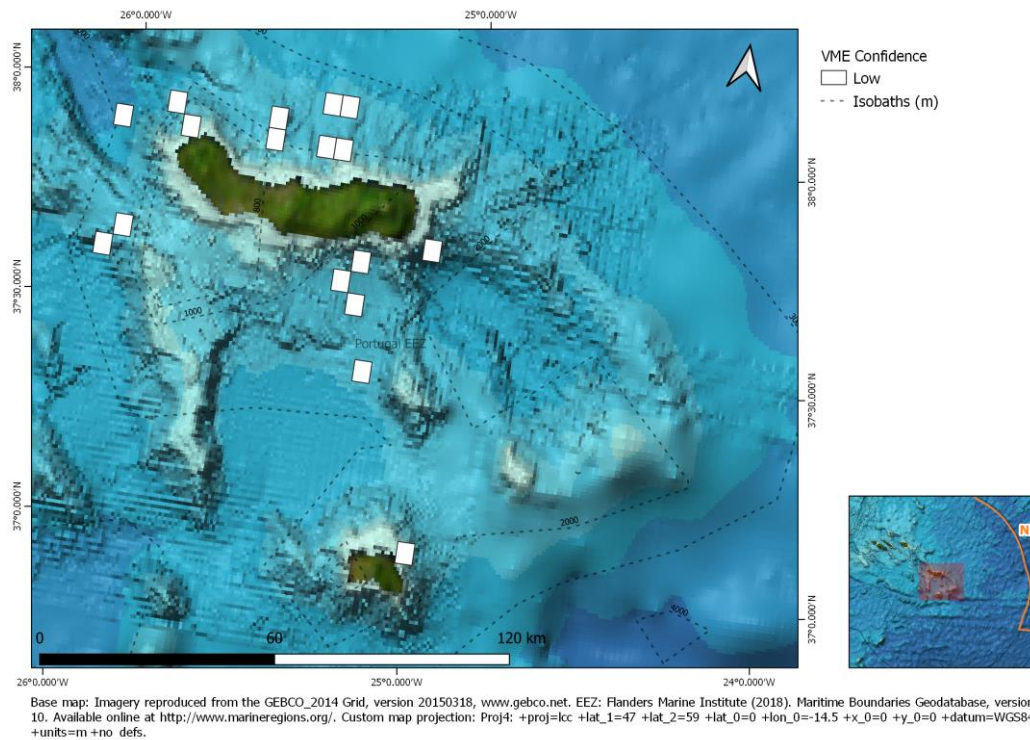 26°0.000'W
25°0.000'W
38°0.000'N
VME Confidence
Low
Isobaths (m)
4000
38°0.000'N
800
1000
37°30.000'N
1000
Portugal EEZ
37°30.000'N
37°0.000'N
2000
4000
37°0.000'N
0
60
120 km
26°0.000'W
25°0.000'W
24°0.000'W
N
Base map: Imagery reproduced from the GEBCO_2014 Grid, version 20150318, www.gebco.net. EEZ: Flanders Marine Institute (2018). Maritime Boundaries Geodatabase, version
10. Available online at http://www.marineregions.org/. Custom map projection: Proj4: +proj=lcc +lat_1=47 +lat_2=59 +lat_0=0 +lon_0=-14.5 +x_0=0 +y_0=0 +datum=WGS84
+units=m +no_defs.